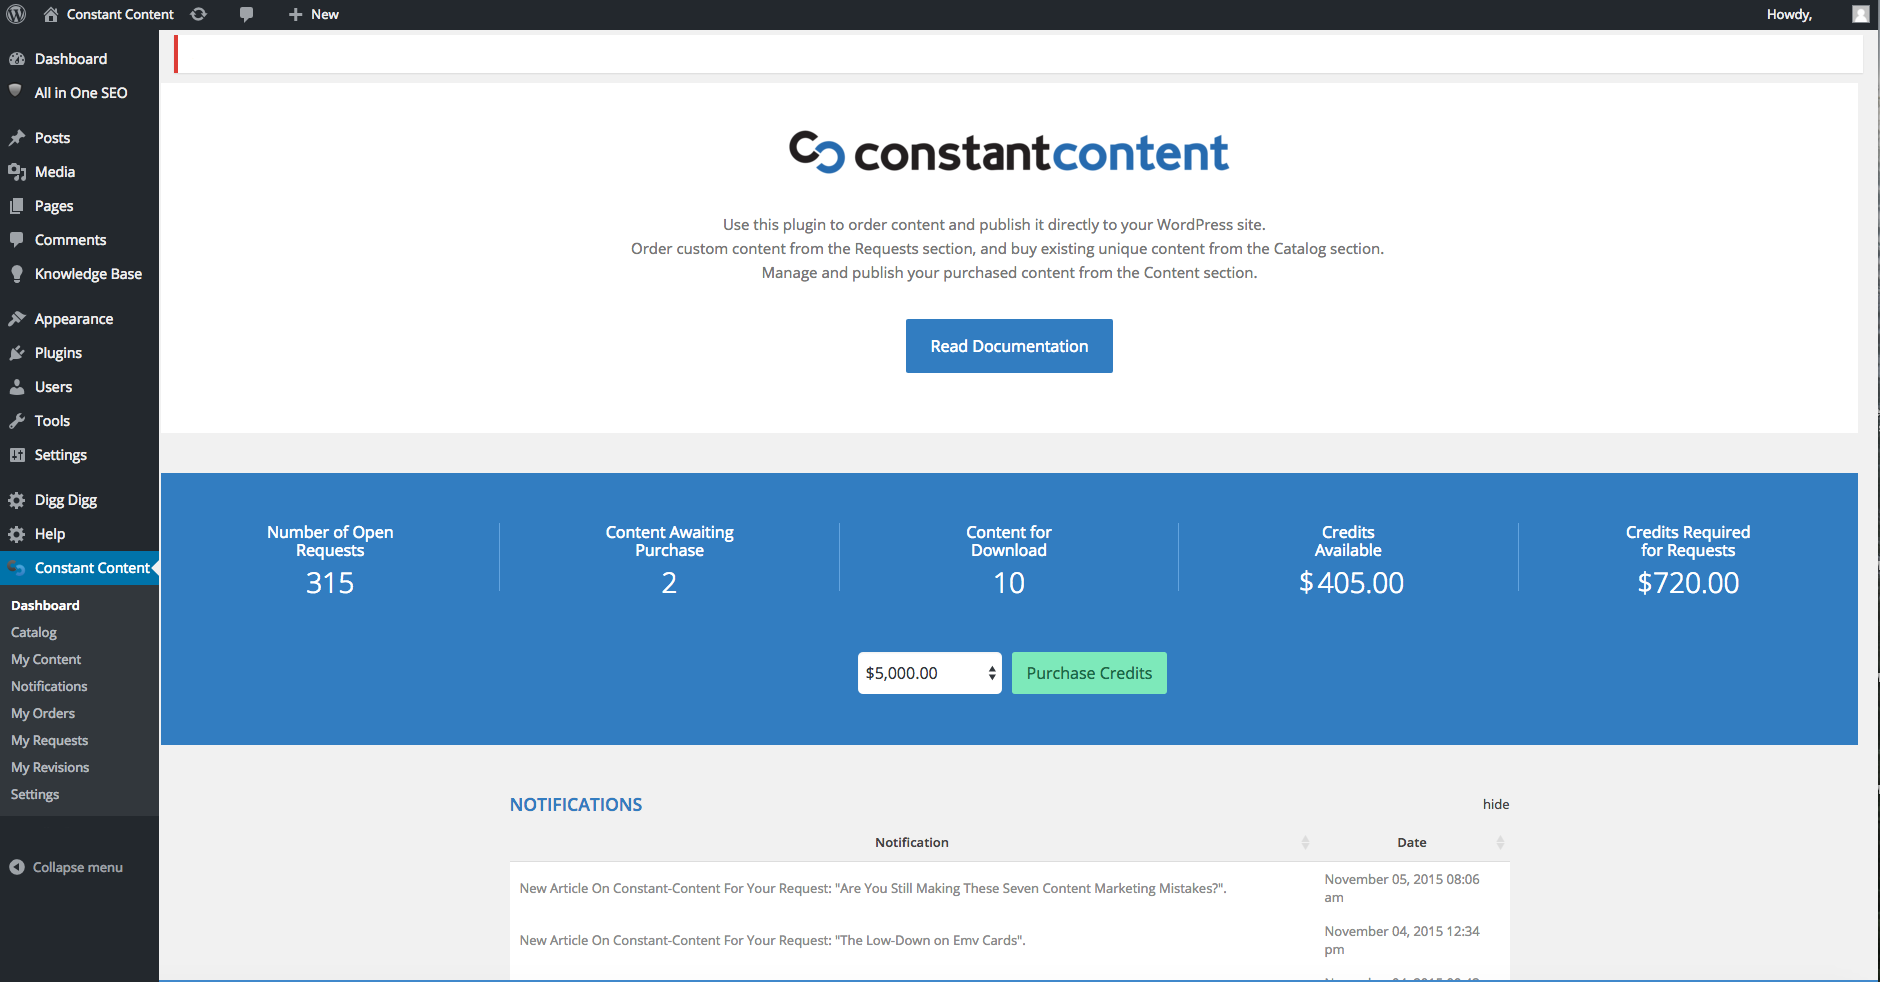 Constant Content
New
Howdy,
Dashboard
All in One SEO
Posts
Media
Pages
Comments
Knowledge Base
Appearance
Plugins
Users
Tools
Settings
Digg Digg
Help
Constant Content
Dashboard
Catalog
My Content
Notifications
My Orders
My Requests
My Revisions
Settings
Collapse menu
constantcontent
Use this plugin to order content and publish it directly to your WordPress site.
Order custom content from the Requests section, and buy existing unique content from the Catalog section.
Manage and publish your purchased content from the Content section.
Read Documentation
Number of Open
Requests
315
Content Awaiting
Purchase
2
Content for
Download
10
Credits
Available
$405.00
Credits Required
for Requests
$720.00
$5,000.00
Purchase Credits
NOTIFICATIONS
hide
Notification
Date
New Article On Constant-Content For Your Request: "Are You Still Making These Seven Content Marketing Mistakes?".
November 05, 2015 08:06
am
New Article On Constant-Content For Your Request: "The Low-Down on Emv Cards".
November 04, 2015 12:34
pm